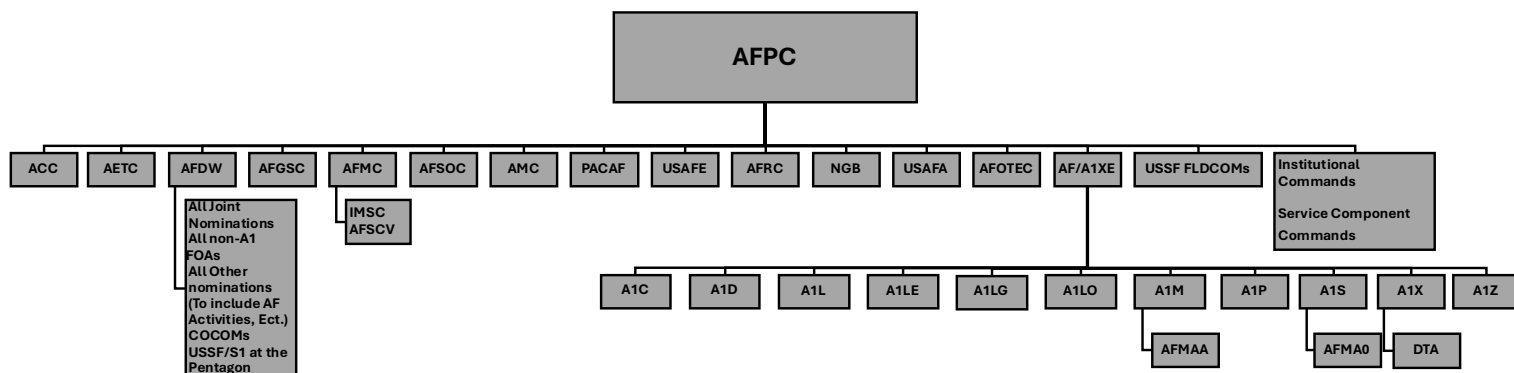 AFPC
ACC
AETC
AFDW
AFGSC
AFMC
AFSOC
AMC
PACAF
USAFE
AFRC
NGB
USAFA
AFOTEC
AF/A1XE
USSF FLDCOMs
Institutional
Commands
Service Component
Commands
All Joint
Nominations
All non-A1
FOAs
All Other
nominations
(To include AF
Activities, Ect.)
COCOMs
USSF/S1 at the
Pentagon
IMSC
AFSCV
A1C
A1D
A1L
A1LE
A1LG
A1LO
A1M
A1P
A1S
A1X
A1Z
AFMAA
AFMA0
DTA